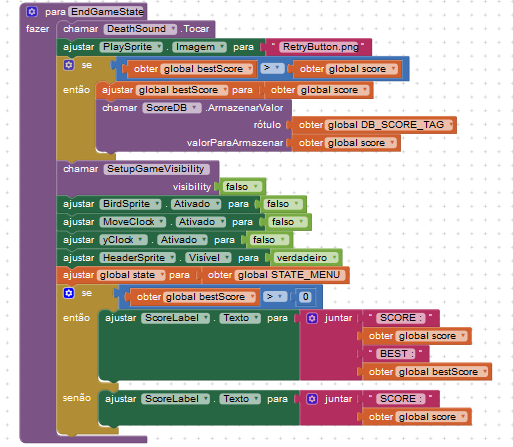 para EndGameState
fazer chamar DeathSound .Tocar
ajustar PlaySprite . Imagem para " RetryButton.png "
se obter global bestScore > obter global score
então ajustar global bestScore para obter global score
chamar ScoreDB .ArmazenarValor
rótulo obter global DB_SCORE_TAG
valorParaArmazenar obter global score
chamar SetupGameVisibility
visibility falso
ajustar BirdSprite . Ativado para falso
ajustar MoveClock . Ativado para falso
ajustar yClock . Ativado para falso
ajustar HeaderSprite . Visível para verdadeiro
ajustar global state para obter global STATE_MENU
se obter global bestScore > 0
então ajustar ScoreLabel . Texto para juntar " SCORE : "
obter global score
" BEST : "
obter global bestScore
senão ajustar ScoreLabel . Texto para juntar " SCORE : "
obter global score